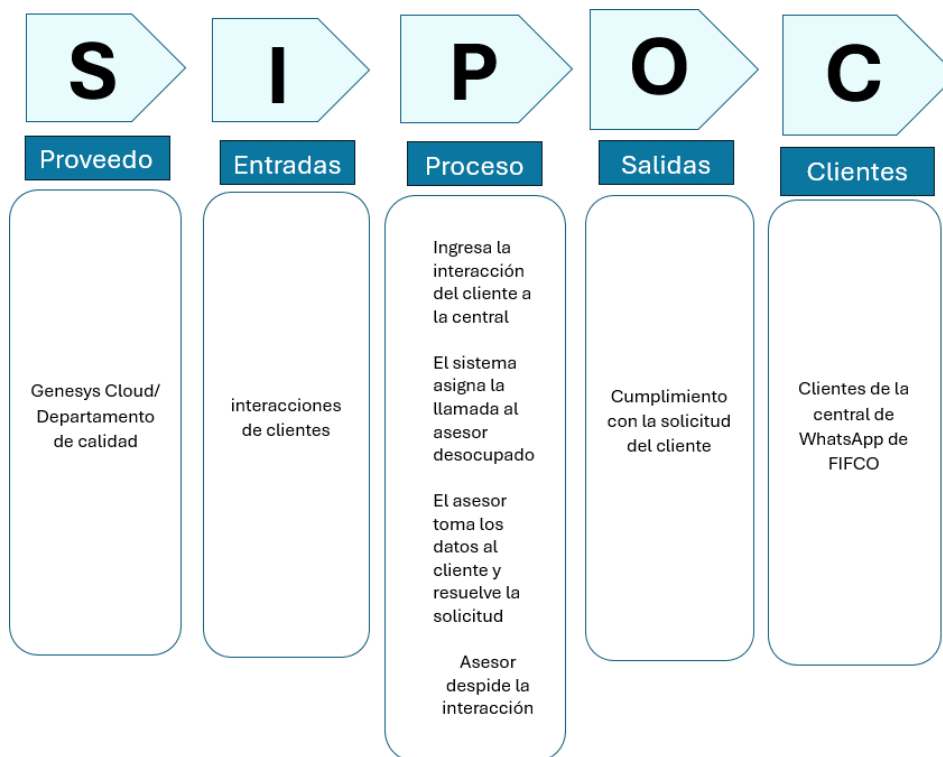 S
I
P
O
C
Proveedo
Entradas
Proceso
Salidas
Clientes
Genesys Cloud/
Departamento
de calidad
interacciones
de clientes
Ingresa la
interacción
del cliente a
la central
El sistema
asigna la
llamada al
asesor
desocupado
El asesor
toma los
datos al
cliente y
resuelve la
solicitud
Asesor
despide la
interacción
Cumplimiento
con la solicitud
del cliente
Clientes de la
central de
WhatsApp de
FIFCO